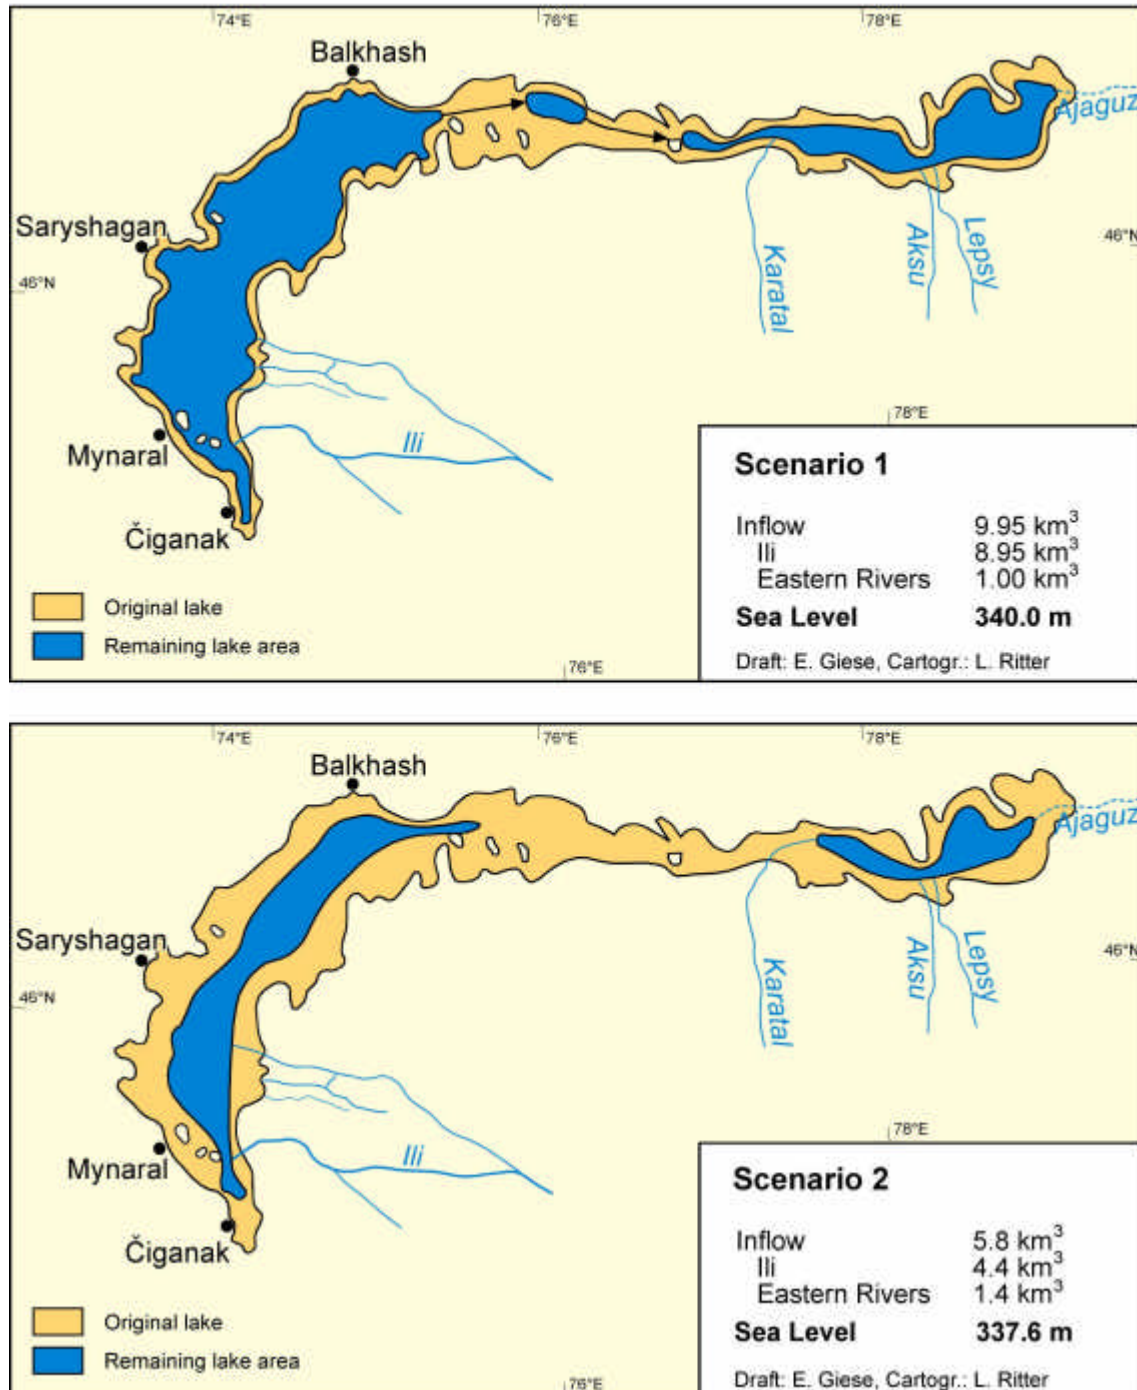 74°E 76°E 78°E
Balkhash
Ajaguz
Saryshagan
46°N
46°N
Karatal
Aksu
Lepsy
78°E
Mynaral
Ili
Čiganak
Scenario 1
Inflow 9.95 km³
Ili 8.95 km³
Eastern Rivers 1.00 km³
Sea Level 340.0 m
Draft: E. Giese, Cartogr.: L. Ritter
Original lake
Remaining lake area
76°E
74°E 76°E 78°E
Balkhash
Ajaguz
Saryshagan
46°N
46°N
Karatal
Aksu
Lepsy
78°E
Mynaral
Ili
Čiganak
Scenario 2
Inflow 5.8 km³
Ili 4.4 km³
Eastern Rivers 1.4 km³
Sea Level 337.6 m
Draft: E. Giese, Cartogr.: L. Ritter
Original lake
Remaining lake area
76°E